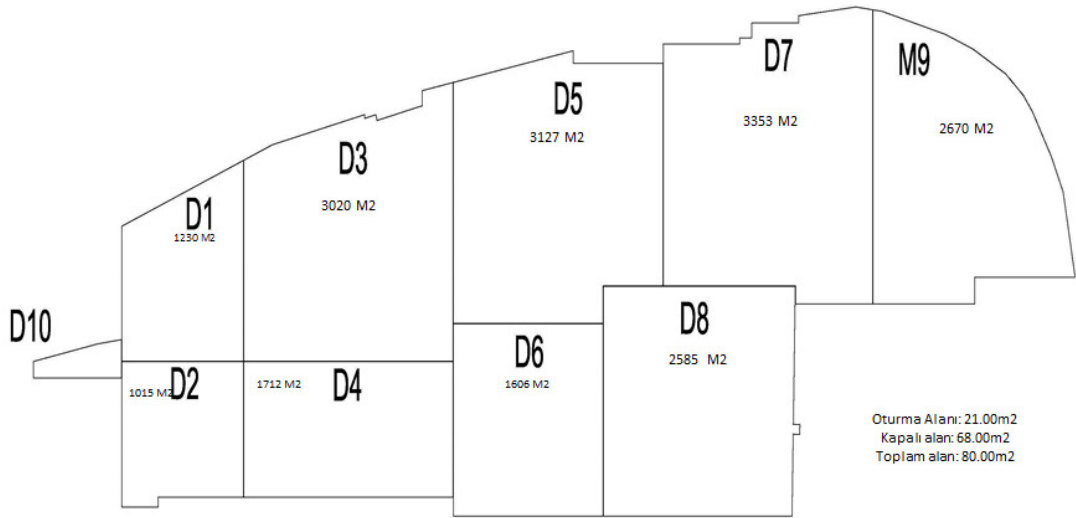 D7
M9
D5
3353 M2
2670 M2
3127 M2
D3
3020 M2
D1
1230 M2
D10
D8
2585 M2
D6
1606 M2
D2
1015 M2
D4
1712 M2
Oturma Alanı: 21.00m2
Kapalı alan: 68.00m2
Toplam alan: 80.00m2